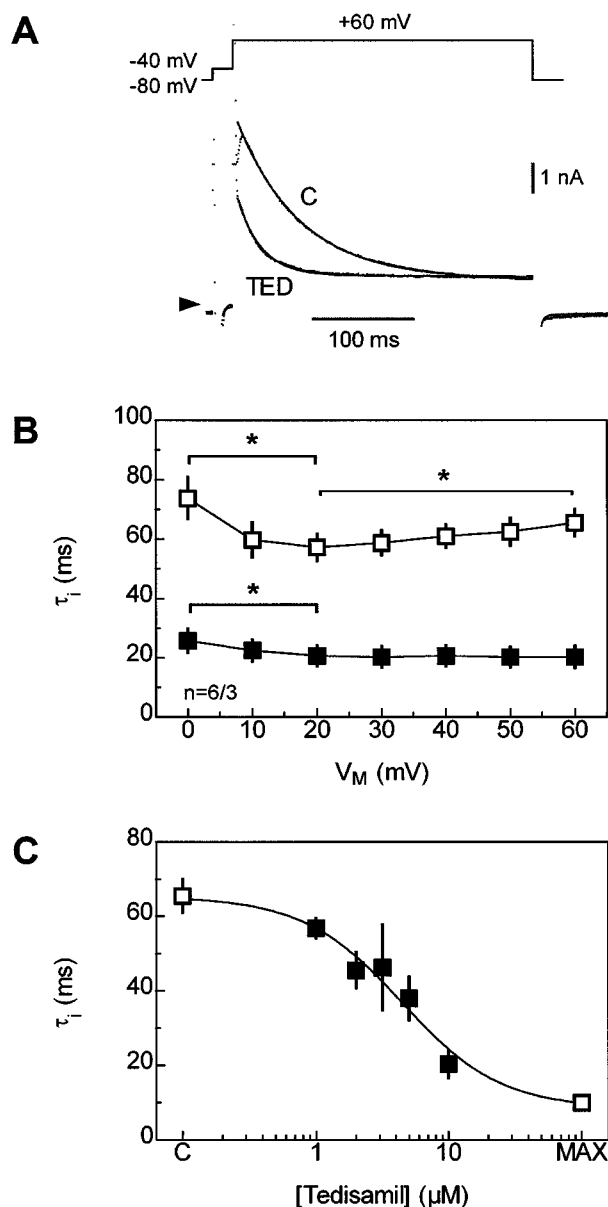 A
+60 mV
-40 mV
-80 mV
1 nA
C
TED
100 ms
B
100
80
60
40
20
0
τi (ms)
*
*
*
n=6/3
0 10 20 30 40 50 60
VM (mV)
C
80
60
40
20
0
τi (ms)
C 1 10 MAX
[Tedisamil] (µM)